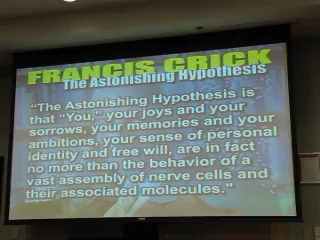 FRANCIS CRICK
The Astonishing Hypothesis
"The Astonishing Hypothesis is
that "You," your joys and your
sorrows, your memories and your
ambitions, your sense of personal
identity and free will, are in fact
no more than the behavior of a
vast assembly of nerve cells and
their associated molecules."